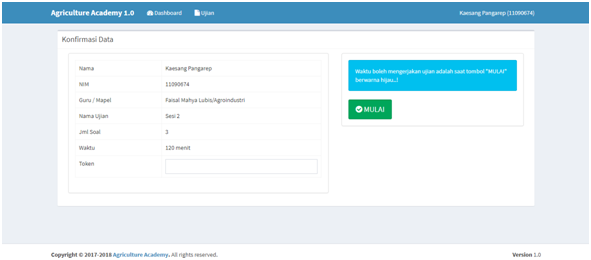 Agriculture Academy 1.0 Dashboard Ujian Kaesang Pangarep (11090674)
Konfirmasi Data
Nama Kaesang Pangarep
NIM 11090674
Guru / Mapel Faisal Mahya Lubis/Agroindustri
Nama Ujian Sesi 2
Jml Soal 3
Waktu 120 menit
Token
Waktu boleh mengerjakan ujian adalah saat tombol "MULAI"
berwarna hijau..!
MULAI
Copyright © 2017-2018 Agriculture Academy. All rights reserved. Version 1.0